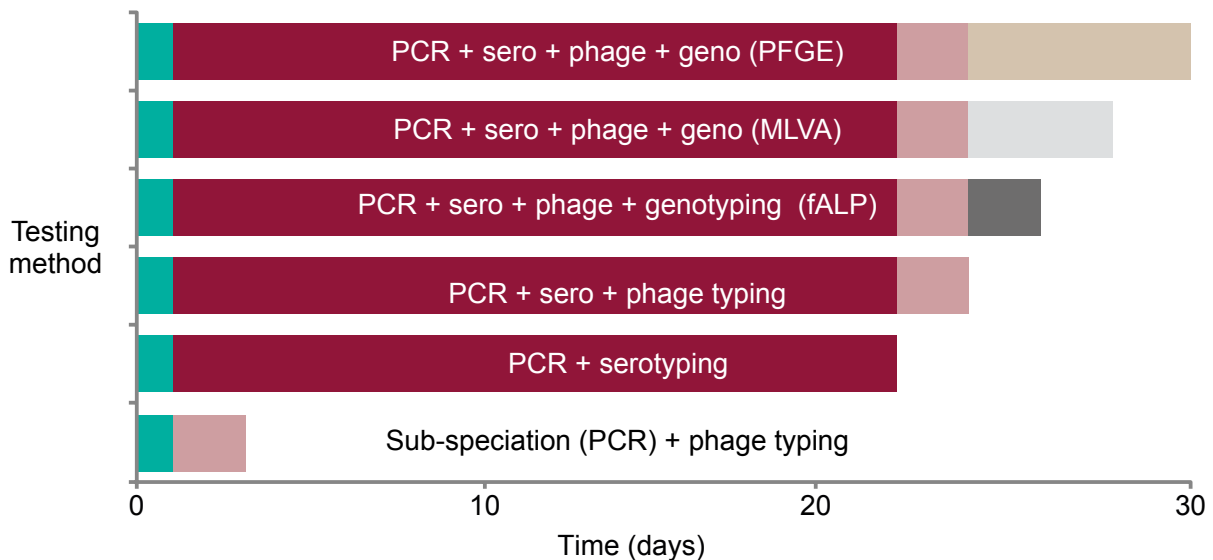 PCR + sero + phage + geno (PFGE)
PCR + sero + phage + geno (MLVA)
PCR + sero + phage + genotyping  (fALP)
Testing
method
PCR + sero + phage typing
PCR + serotyping
Sub-speciation (PCR) + phage typing
0
10
20
30
Time (days)